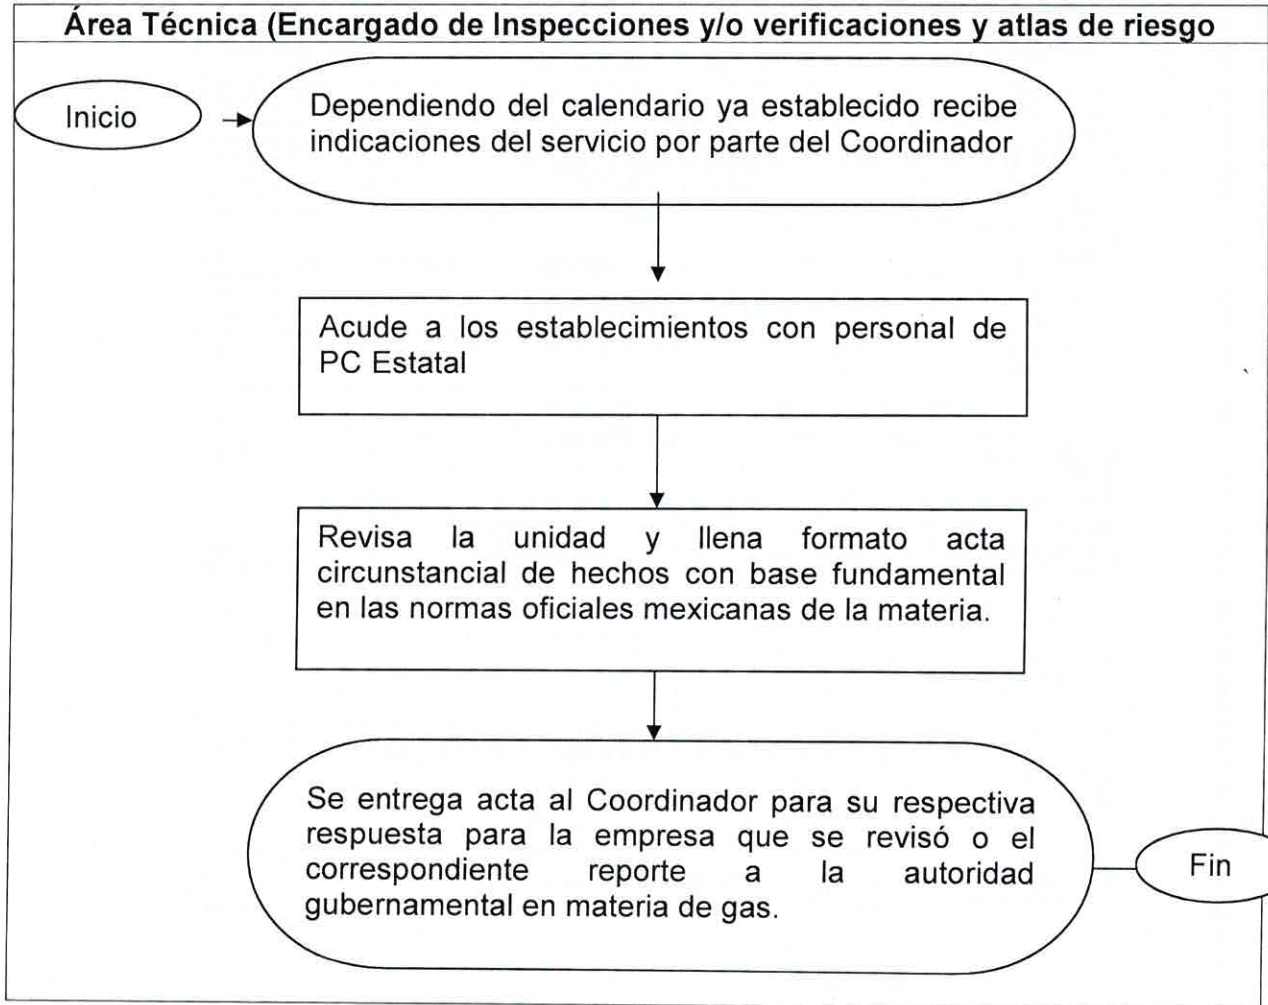 Área Técnica (Encargado de Inspecciones y/o verificaciones y atlas de riesgo
Inicio
Dependiendo del calendario ya establecido recibe
indicaciones del servicio por parte del Coordinador
Acude a los establecimientos con personal de
PC Estatal
Revisa la unidad y llena formato acta
circunstancial de hechos con base fundamental
en las normas oficiales mexicanas de la materia.
Se entrega acta al Coordinador para su respectiva
respuesta para la empresa que se revisó o el
correspondiente reporte a la autoridad
gubernamental en materia de gas.
Fin